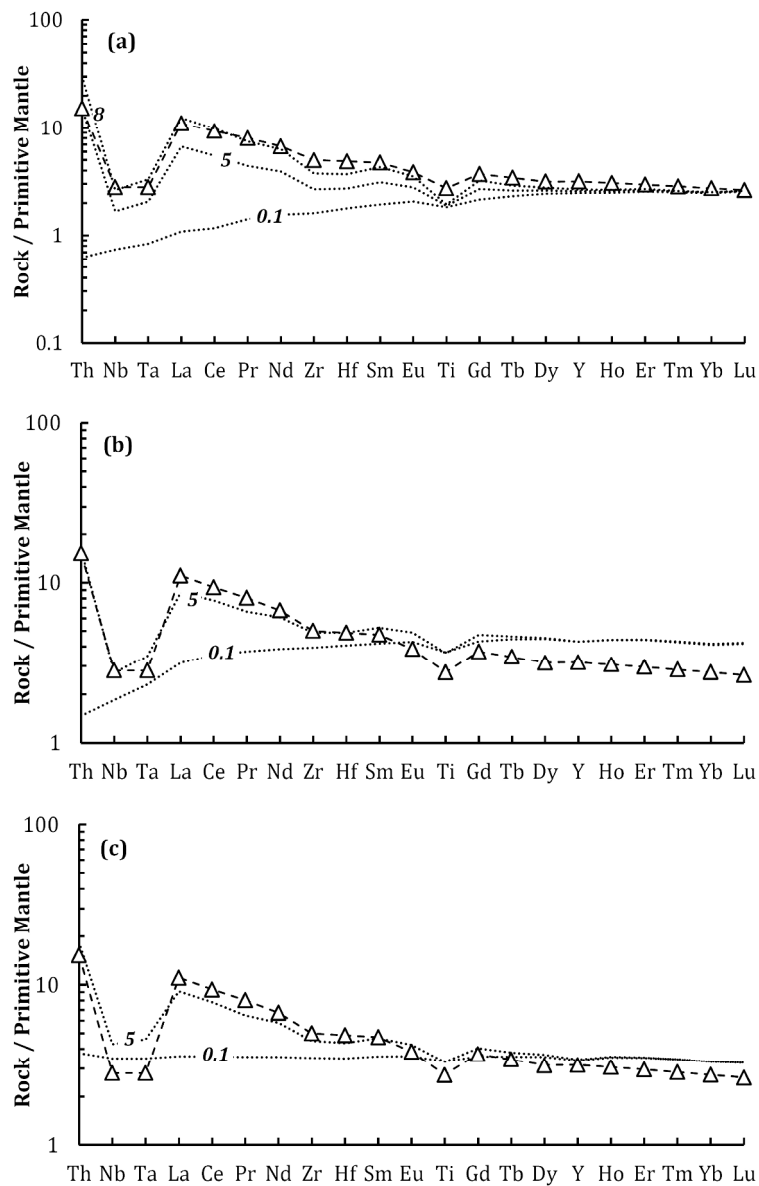 (a)
Rock / Primitive Mantle
100
10
1
0.1
8
5
0.1
Th Nb Ta La Ce Pr Nd Zr Hf Sm Eu Ti Gd Tb Dy Y Ho Er Tm Yb Lu
(b)
Rock / Primitive Mantle
100
10
1
5
0.1
Th Nb Ta La Ce Pr Nd Zr Hf Sm Eu Ti Gd Tb Dy Y Ho Er Tm Yb Lu
(c)
Rock / Primitive Mantle
100
10
1
5
0.1
Th Nb Ta La Ce Pr Nd Zr Hf Sm Eu Ti Gd Tb Dy Y Ho Er Tm Yb Lu